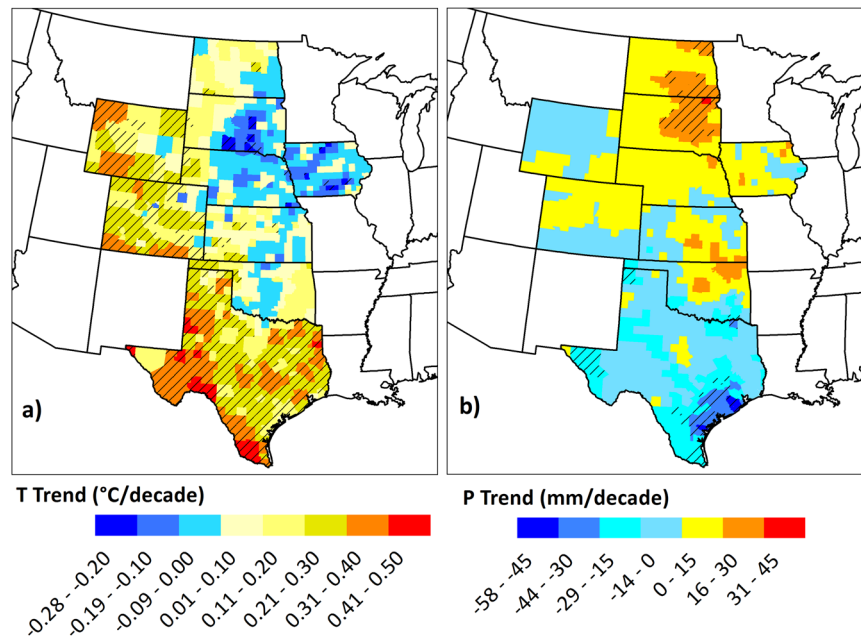 a)
b)
T Trend (°C/decade)
-0.28 - -0.20
-0.19 - -0.10
-0.09 - 0.00
0.01 - 0.10
0.11 - 0.20
0.21 - 0.30
0.31 - 0.40
0.41 - 0.50
P Trend (mm/decade)
-58 - -45
-44 - -30
-29 - -15
-14 - 0
0 - 15
16 - 30
31 - 45